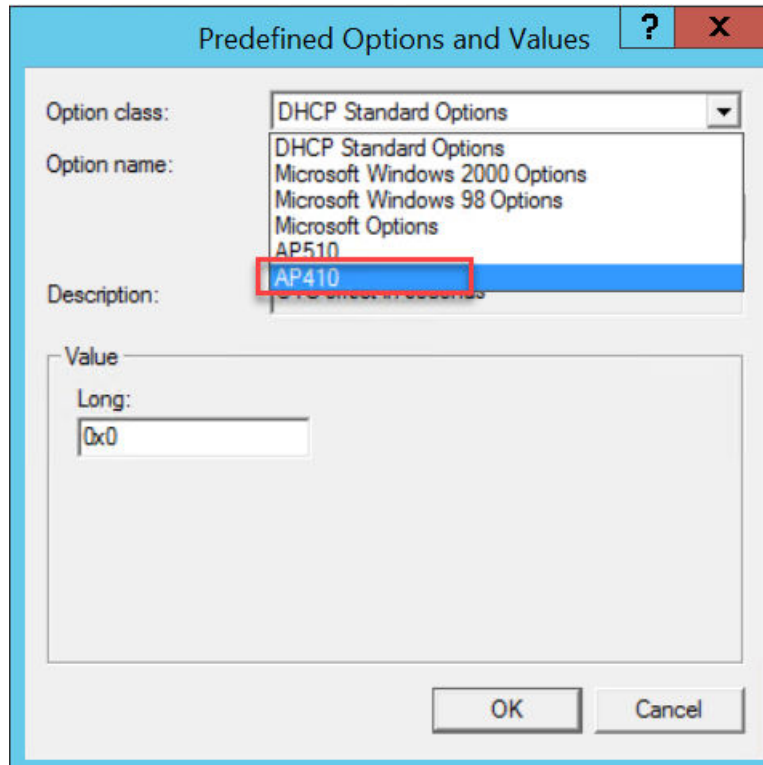 Predefined Options and Values
? X
Option class:
DHCP Standard Options
DHCP Standard Options
Option name:
Microsoft Windows 2000 Options
Microsoft Windows 98 Options
Microsoft Options
AP510
AP410
Description:
Value
Long:
0x0
OK
Cancel